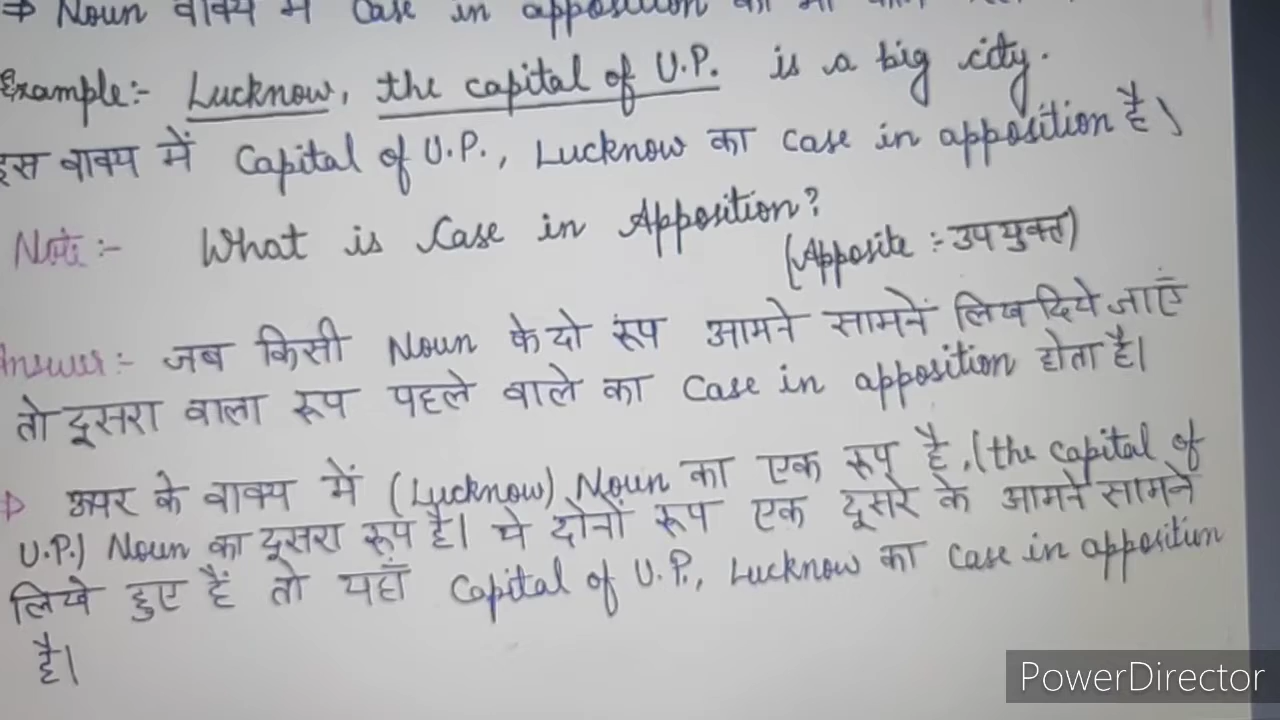 ⇒ Noun वाक्य में Case in apposition का भी
Example:- Lucknow, the capital of U.P. is a big city.
इस वाक्य में Capital of U.P., Lucknow का Case in apposition है।
Note:- What is Case in Apposition?
(Apposite :- उपयुक्त)
Answer:- जब किसी Noun के दो रूप आमने सामने लिख दिये जाएँ
तो दूसरा वाला रूप पहले वाले का Case in apposition होता है।
⇒ ऊपर के वाक्य में (Lucknow) Noun का एक रूप है, (the capital of
U.P.) Noun का दूसरा रूप है। ये दोनों रूप एक दूसरे के आमने सामने
लिखे हुए हैं तो यहाँ Capital of U.P., Lucknow का Case in apposition
है।
PowerDirector